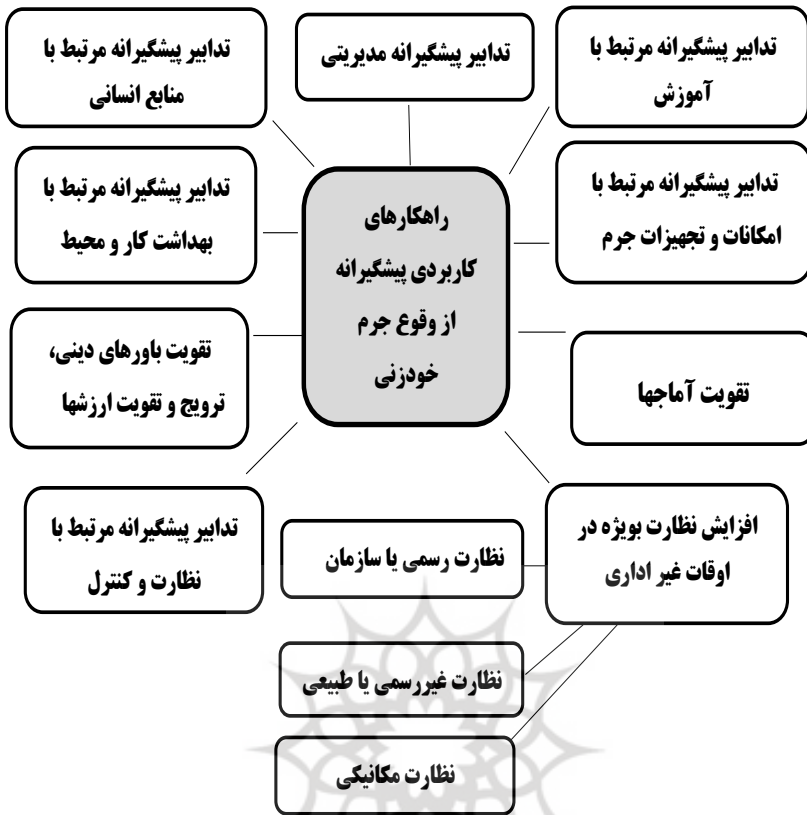 تدابیر پیشگیرانه مرتبط با
آموزش
تدابیر پیشگیرانه مدیریتی
تدابیر پیشگیرانه مرتبط با
منابع انسانی
تدابیر پیشگیرانه مرتبط با
امکانات و تجهیزات جرم
راهکارهای
کاربردی پیشگیرانه
از وقوع جرم
خودزنی
تدابیر پیشگیرانه مرتبط با
بهداشت کار و محیط
تقویت آماجها
تقویت باورهای دینی،
ترویج و تقویت ارزشها
افزایش نظارت بویژه در
اوقات غیر اداری
نظارت رسمی یا سازمان
تدابیر پیشگیرانه مرتبط با
نظارت و کنترل
نظارت غیررسمی یا طبیعی
نظارت مکانیکی